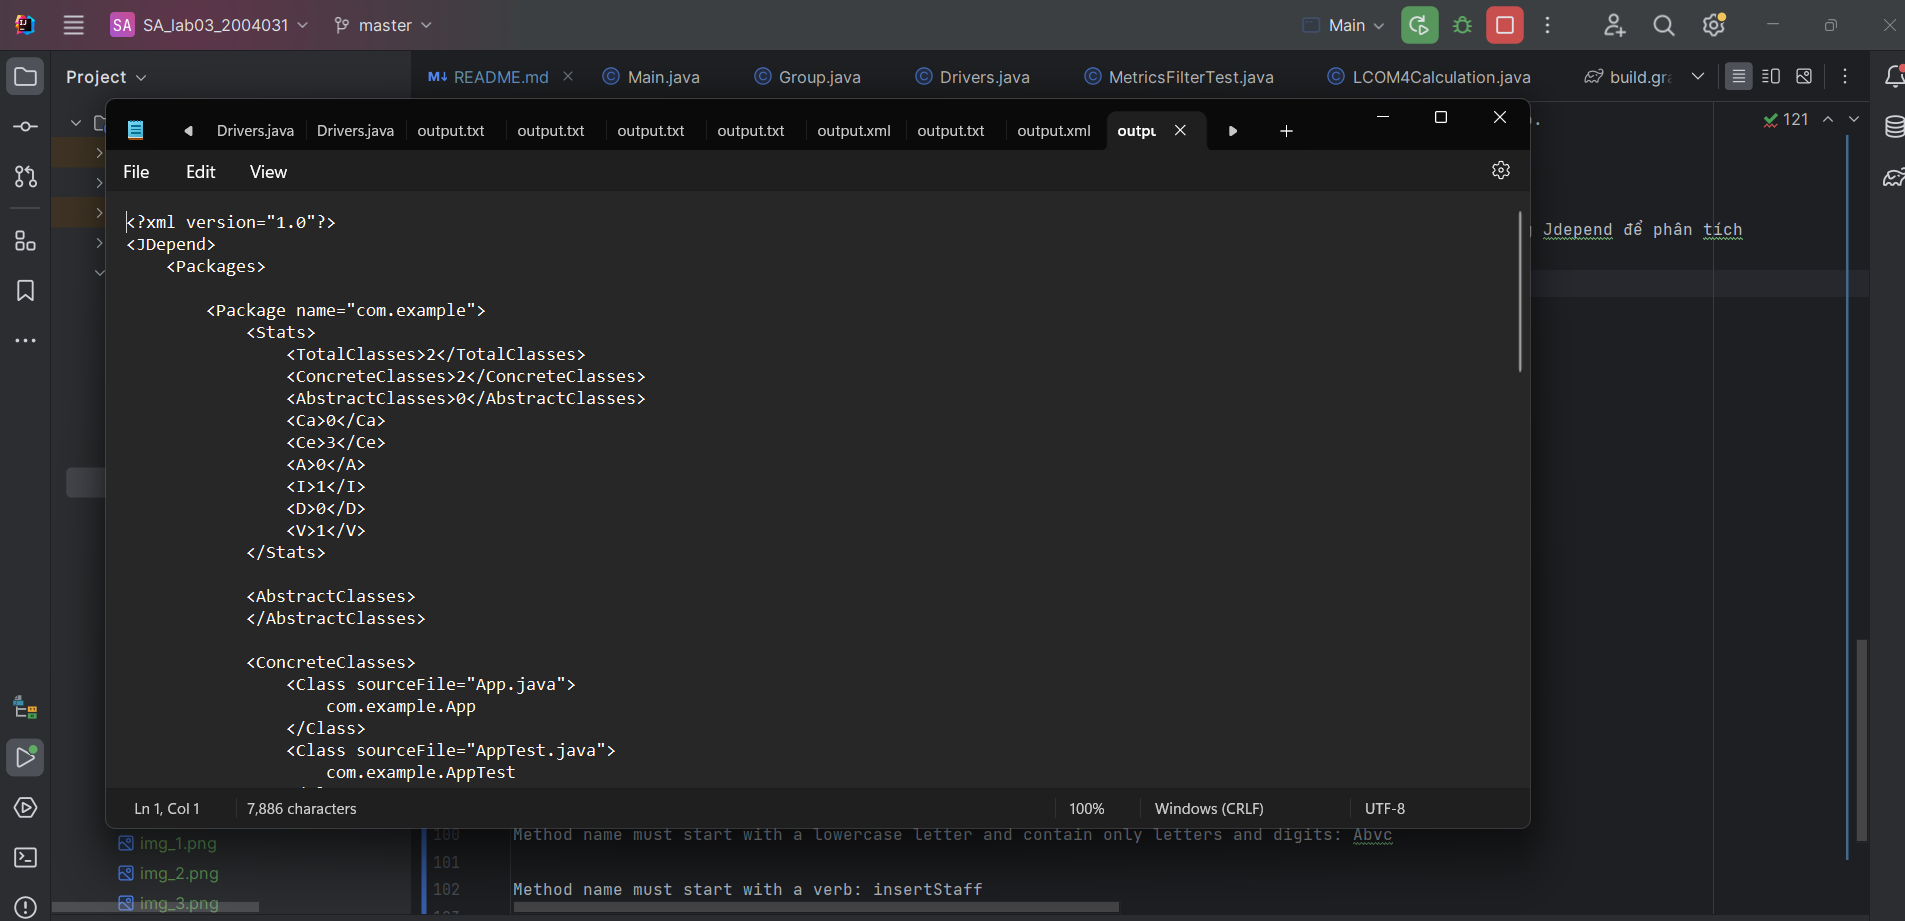 SA SA_lab03_2004031 master Main
Project
README.md Main.java Group.java Drivers.java MetricsFilterTest.java LCOM4Calculation.java build.gra
Drivers.java Drivers.java output.txt output.txt output.txt output.txt output.xml output.txt output.xml outpu
121
File Edit View
<?xml version="1.0"?>
<JDepend>
<Packages>
Jdepend để phân tích
<Package name="com.example">
<Stats>
<TotalClasses>2</TotalClasses>
<ConcreteClasses>2</ConcreteClasses>
<AbstractClasses>0</AbstractClasses>
<Ca>0</Ca>
<Ce>3</Ce>
<A>0</A>
<I>1</I>
<D>0</D>
<V>1</V>
</Stats>
<AbstractClasses>
</AbstractClasses>
<ConcreteClasses>
<Class sourceFile="App.java">
com.example.App
</Class>
<Class sourceFile="AppTest.java">
com.example.AppTest
Ln 1, Col 1 7,886 characters 100% Windows (CRLF) UTF-8
100 Method name must start with a lowercase letter and contain only letters and digits: Abvc
img_1.png
101
img_2.png
102 Method name must start with a verb: insertStaff
img_3.png